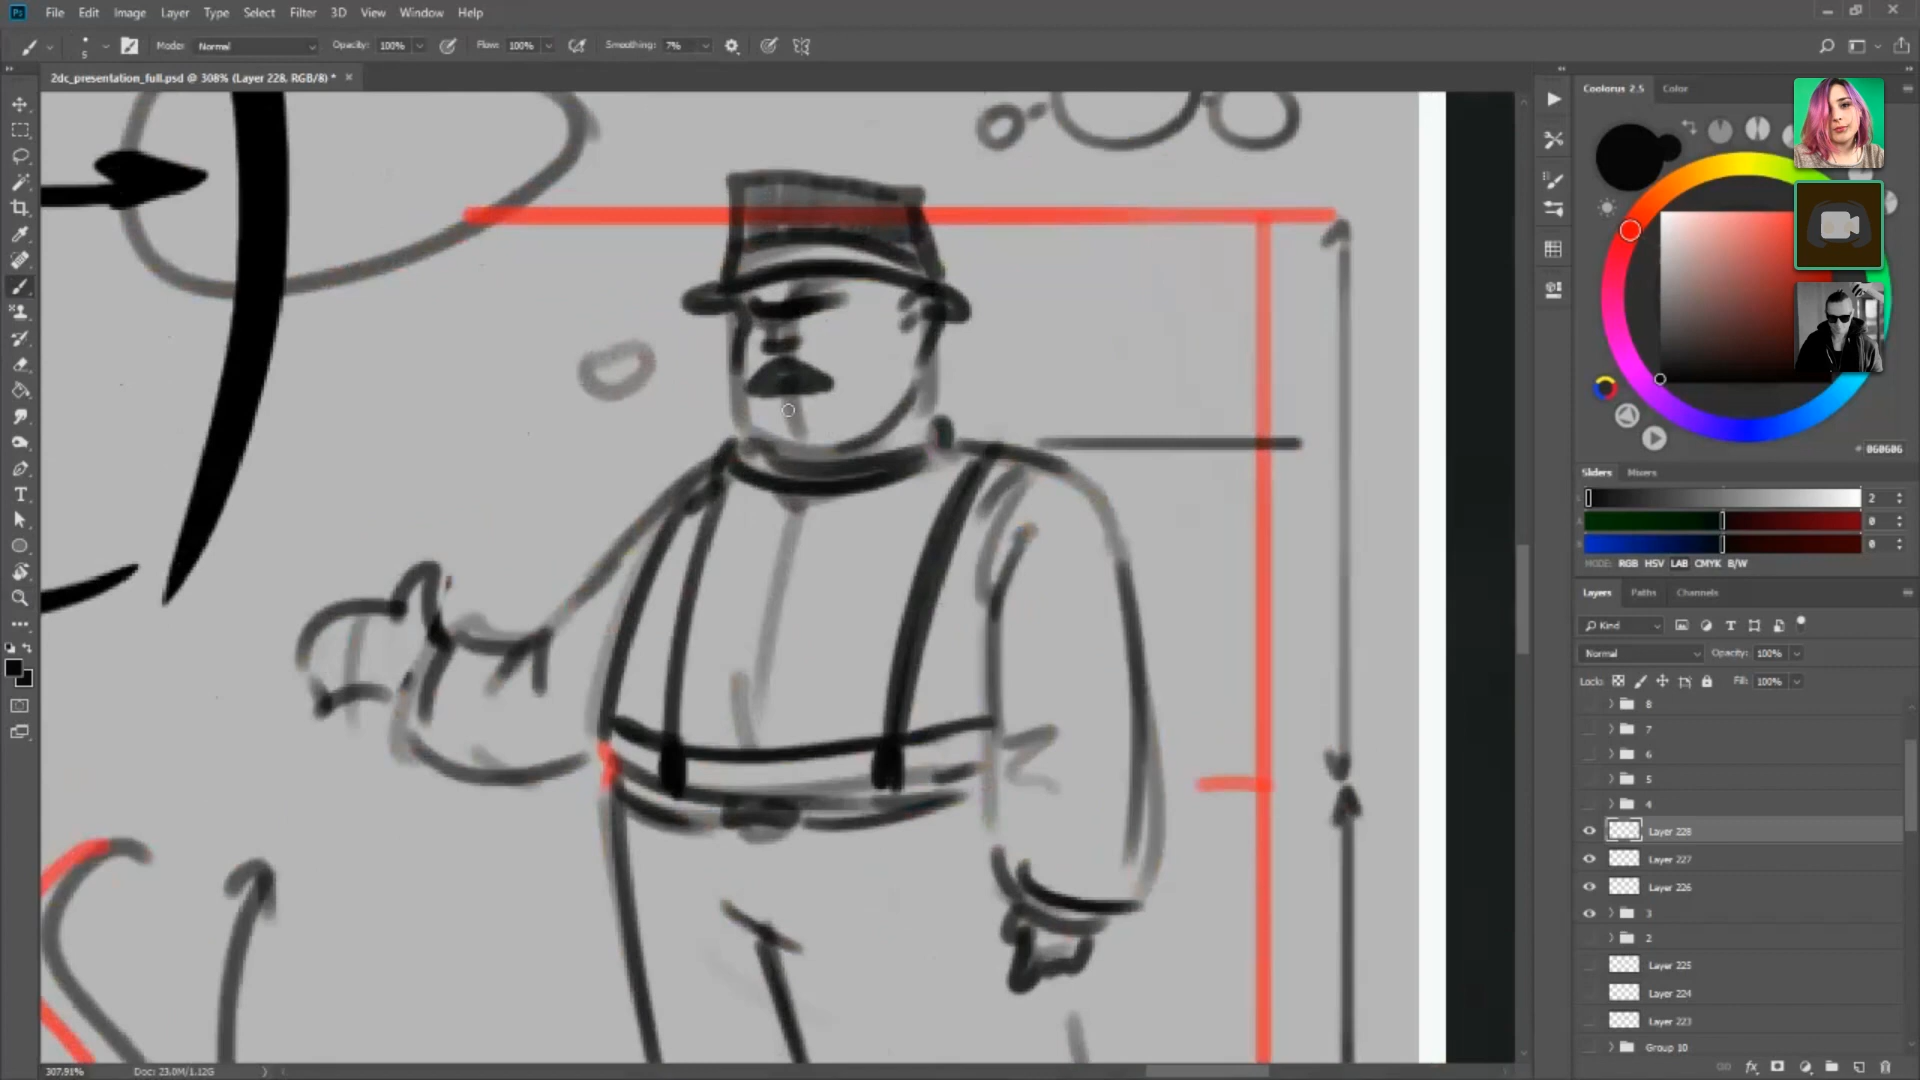 Ps File Edit Image Layer Type Select Filter 3D View Window Help
5 Mode: Normal Opacity: 100% Flow: 100% Smoothing: 7%
2dc_presentation_full.psd @ 308% (Layer 228, RGB/8) *
Coolorus 2.5 Color
# 060606
Sliders Mixers
L 2
A 0
B 0
MODE: RGB HSV LAB CMYK B/W
Layers Paths Channels
Kind
Normal Opacity: 100%
Lock: Fill: 100%
8
7
6
5
4
Layer 228
Layer 227
Layer 226
3
2
Layer 225
Layer 224
Layer 223
Group 10
307.91% Doc: 23.0M/1.12G